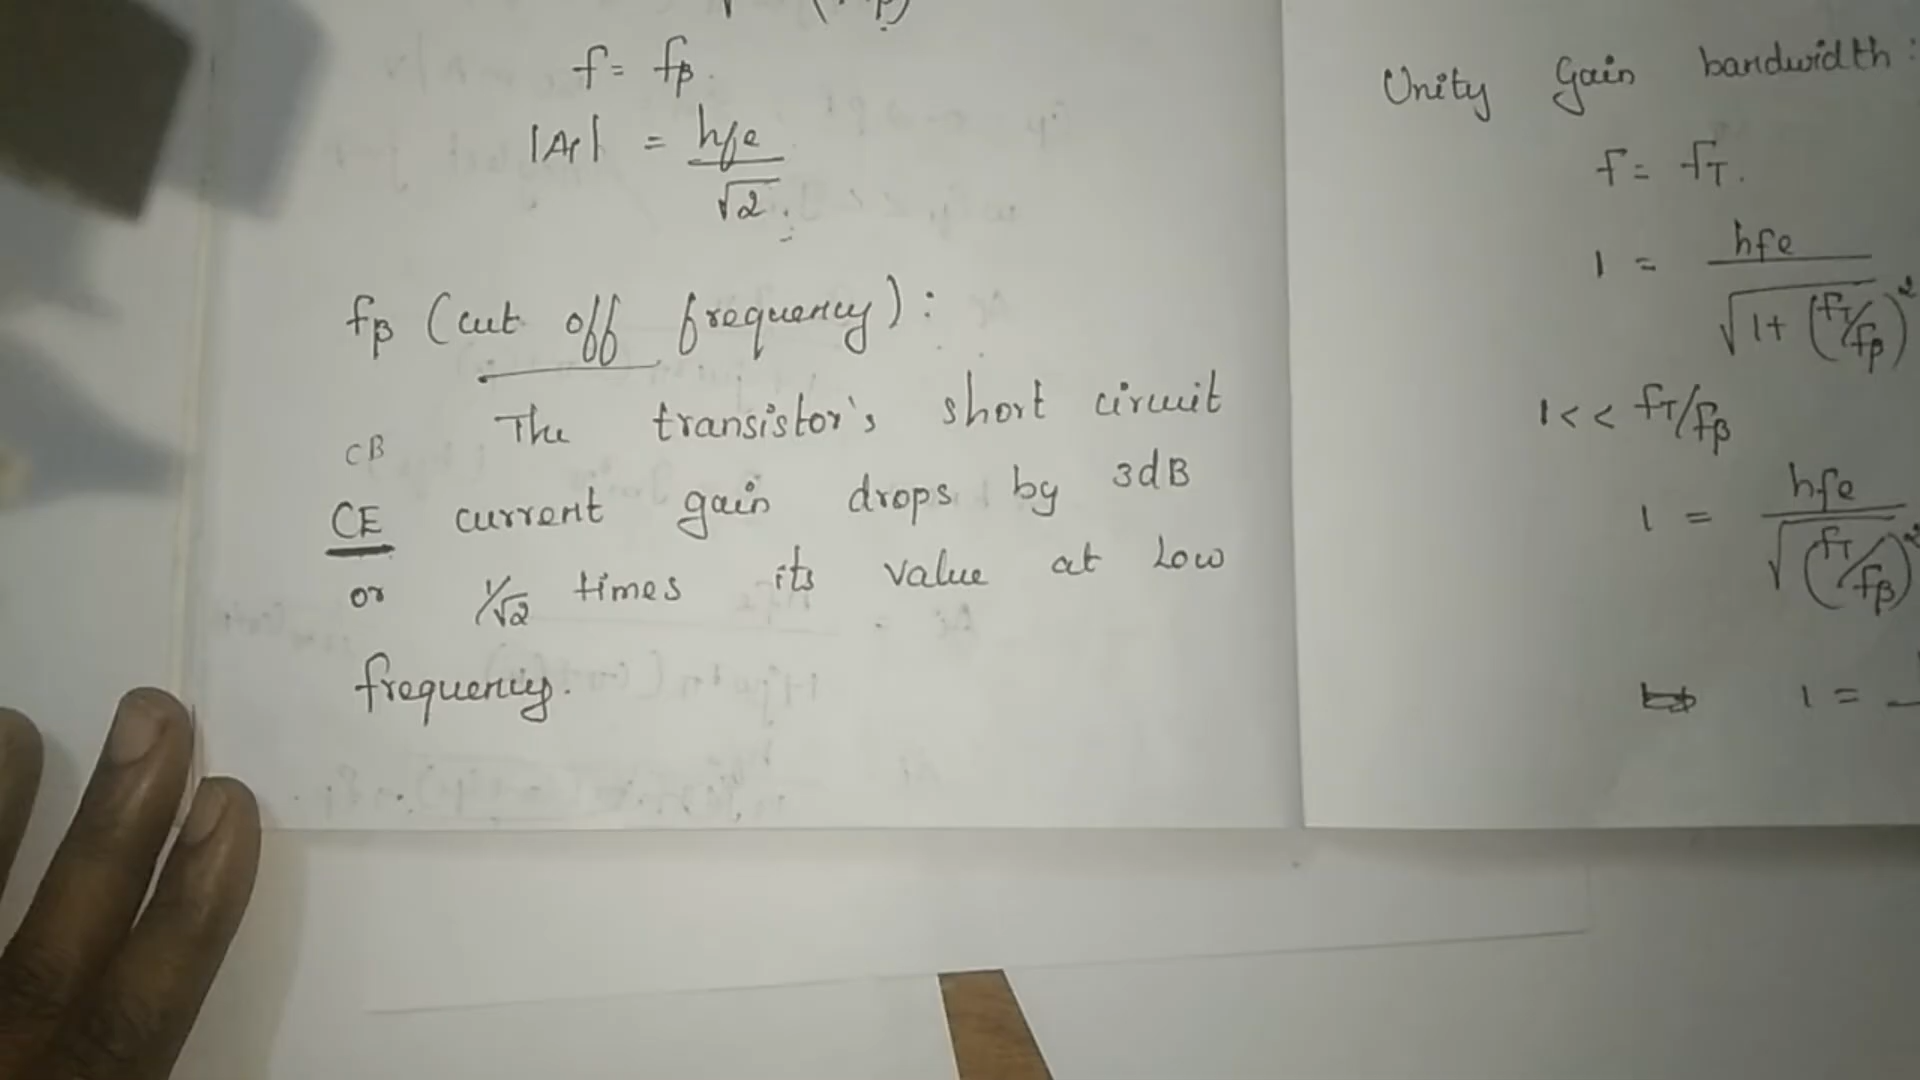 f = fβ
|Ai| = hfe / √2.
fβ (cut off frequency) :
The transistor's short circuit
CB
CE current gain drops by 3dB
or 1/√2 times its value at Low
frequency.
Unity Gain bandwidth :
f = fT.
1 = hfe / √1+ (fT/fβ)²
1 << fT/fβ
1 = hfe / √(fT/fβ)²
1 =